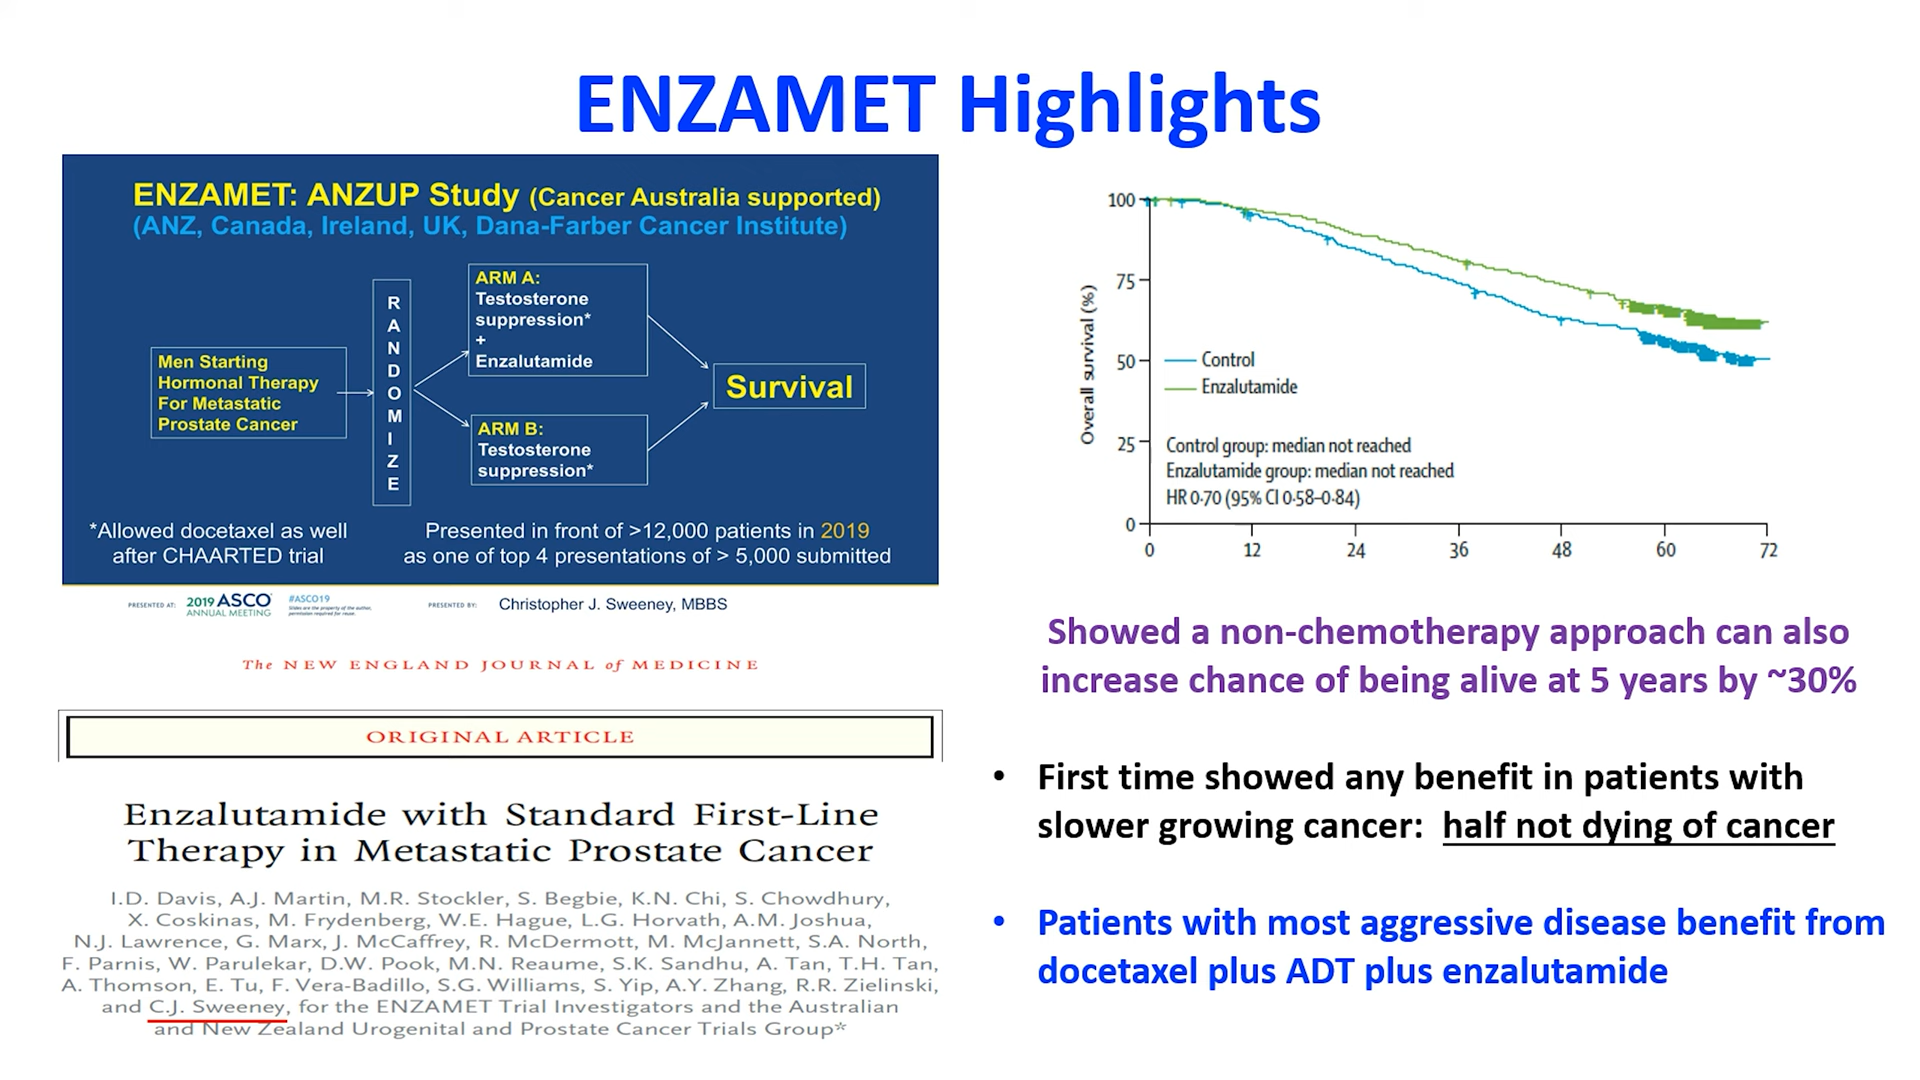 ENZAMET Highlights
ENZAMET: ANZUP Study (Cancer Australia supported)
(ANZ, Canada, Ireland, UK, Dana-Farber Cancer Institute)
Men Starting
Hormonal Therapy
For Metastatic
Prostate Cancer
R
A
N
D
O
M
I
Z
E
ARM A:
Testosterone
suppression*
+
Enzalutamide
ARM B:
Testosterone
suppression*
Survival
*Allowed docetaxel as well
after CHAARTED trial
Presented in front of >12,000 patients in 2019
as one of top 4 presentations of > 5,000 submitted
PRESENTED AT:
2019 ASCO
ANNUAL MEETING
#ASCO19
Slides are the property of the author,
permission required for reuse.
PRESENTED BY:
Christopher J. Sweeney, MBBS
The NEW ENGLAND JOURNAL of MEDICINE
ORIGINAL ARTICLE
Enzalutamide with Standard First-Line
Therapy in Metastatic Prostate Cancer
I.D. Davis, A.J. Martin, M.R. Stockler, S. Begbie, K.N. Chi, S. Chowdhury,
X. Coskinas, M. Frydenberg, W.E. Hague, L.G. Horvath, A.M. Joshua,
N.J. Lawrence, G. Marx, J. McCaffrey, R. McDermott, M. McJannett, S.A. North,
F. Parnis, W. Parulekar, D.W. Pook, M.N. Reaume, S.K. Sandhu, A. Tan, T.H. Tan,
A. Thomson, E. Tu, F. Vera-Badillo, S.G. Williams, S. Yip, A.Y. Zhang, R.R. Zielinski,
and C.J. Sweeney, for the ENZAMET Trial Investigators and the Australian
and New Zealand Urogenital and Prostate Cancer Trials Group*
Overall survival (%)
100
75
50
25
0
Control
Enzalutamide
Control group: median not reached
Enzalutamide group: median not reached
HR 0·70 (95% CI 0·58–0·84)
0 12 24 36 48 60 72
Showed a non-chemotherapy approach can also
increase chance of being alive at 5 years by ~30%
• First time showed any benefit in patients with
slower growing cancer: half not dying of cancer
• Patients with most aggressive disease benefit from
docetaxel plus ADT plus enzalutamide